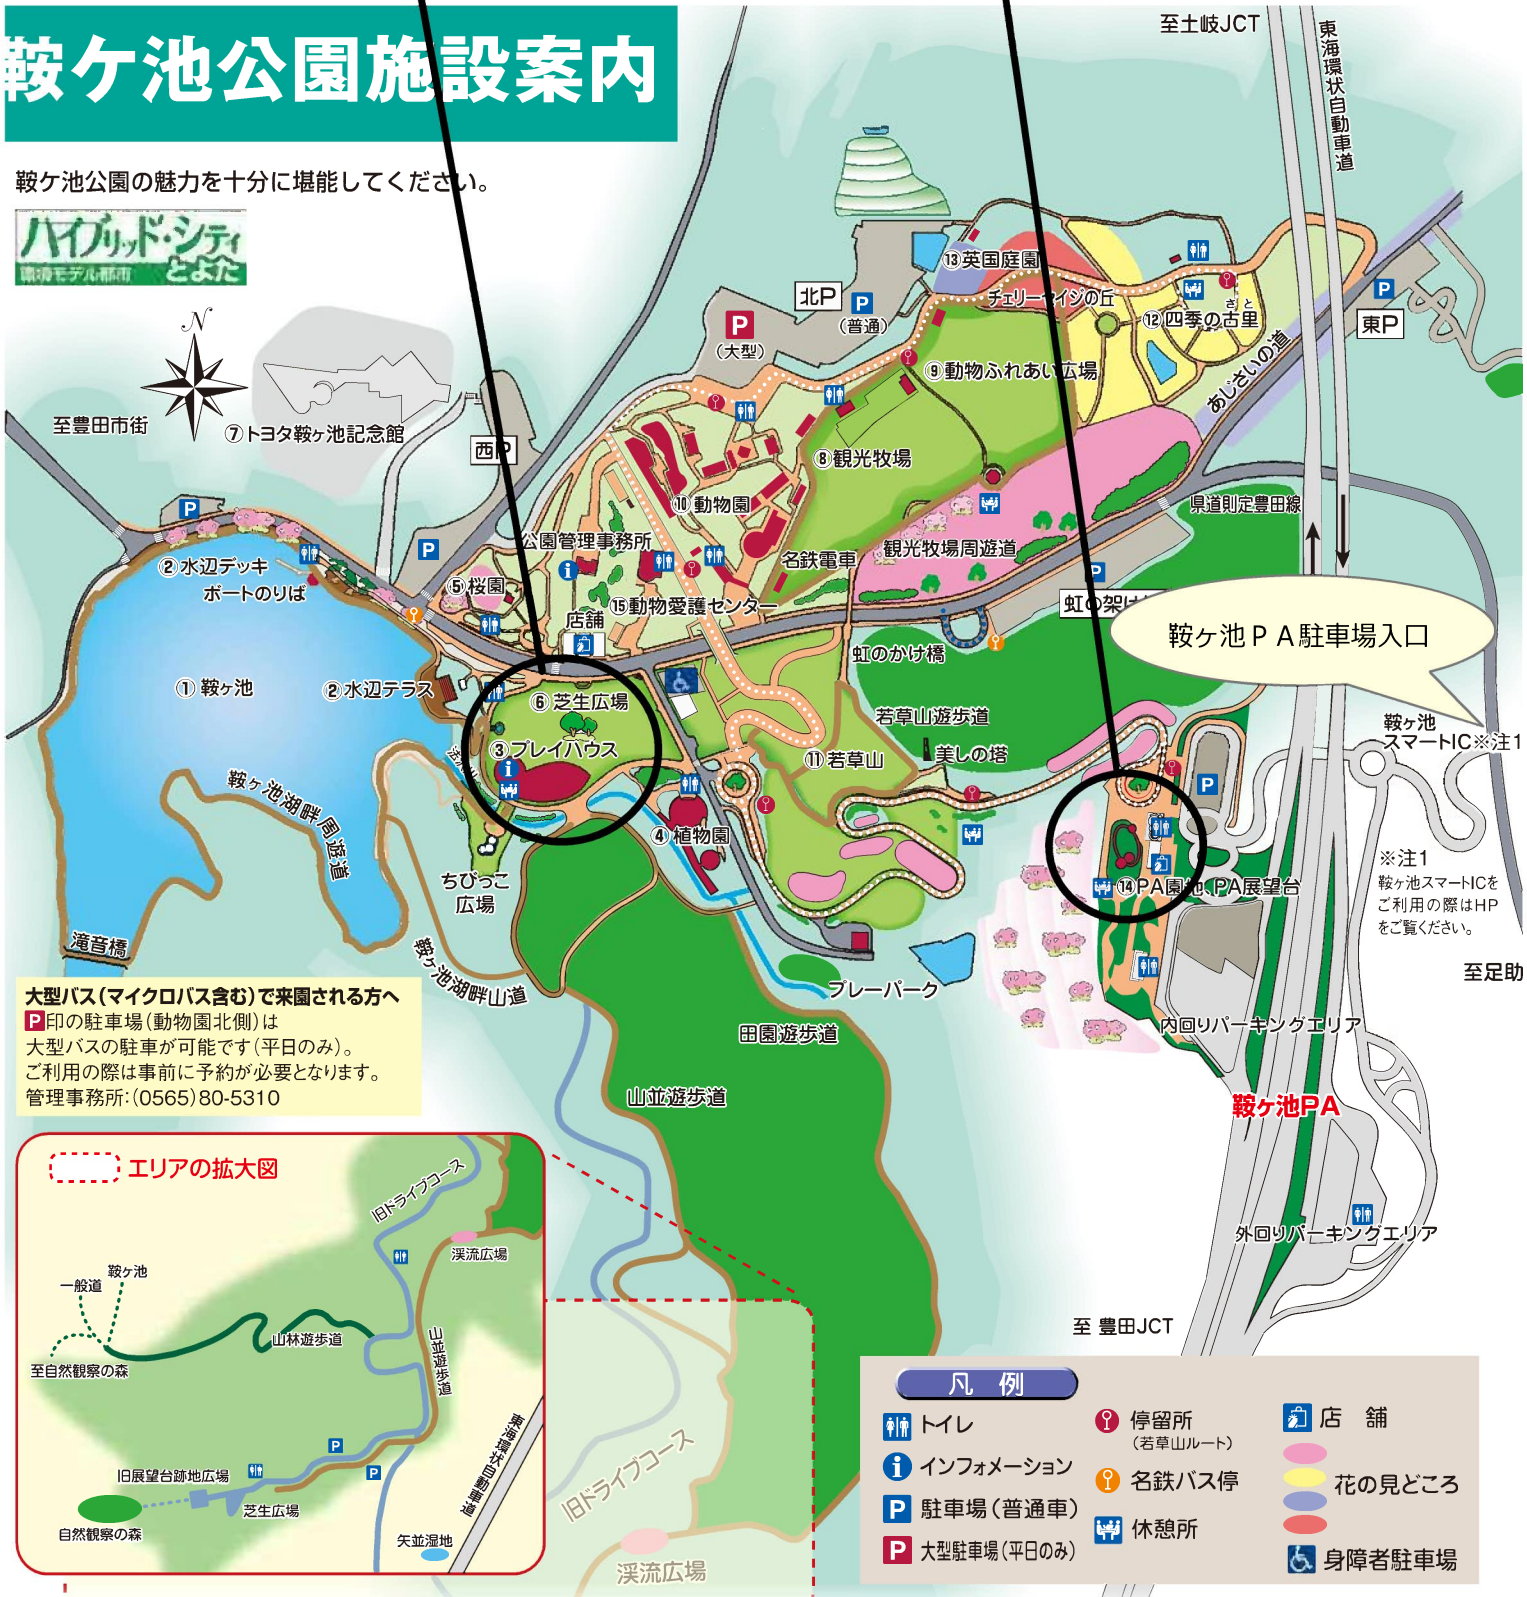 鞍ケ池公園施設案内
鞍ケ池公園の魅力を十分に堪能してください。
ハイブリッド・シティ
とよた
環境モデル都市
N
至土岐JCT
東海環状自動車道
⑬英国庭園
チェリーセイジの丘
さと
⑫四季の古里
東P
P
あじさいの道
北P
P
(普通)
P
(大型)
⑨動物ふれあい広場
⑧観光牧場
⑩動物園
⑦トヨタ鞍ヶ池記念館
至豊田市街
西P
P
P
②水辺デッキ
ボートのりば
⑤桜園
公園管理事務所
店舗
⑮動物愛護センター
名鉄電車
観光牧場周遊道
県道則定豊田線
P
虹の架け
鞍ヶ池ＰＡ駐車場入口
虹のかけ橋
①鞍ヶ池
②水辺テラス
⑥芝生広場
③プレイハウス
若草山遊歩道
美しの塔
⑪若草山
鞍ヶ池
スマートIC※注1
P
鞍ヶ池湖畔周遊道
④植物園
ちびっこ
広場
⑭PA園地、PA展望台
※注1
鞍ヶ池スマートICを
ご利用の際はHP
をご覧ください。
至足助
滝音橋
鞍ヶ池湖畔山道
プレーパーク
田園遊歩道
山並遊歩道
内回りパーキングエリア
鞍ヶ池PA
外回りパーキングエリア
至 豊田JCT
大型バス(マイクロバス含む)で来園される方へ
P印の駐車場(動物園北側)は
大型バスの駐車が可能です(平日のみ)。
ご利用の際は事前に予約が必要となります。
管理事務所:(0565)80-5310
エリアの拡大図
旧ドライブコース
渓流広場
鞍ヶ池
一般道
山林遊歩道
至自然観察の森
山並遊歩道
東海環状自動車道
P
P
旧展望台跡地広場
芝生広場
自然観察の森
矢並湿地
旧ドライブコース
渓流広場
凡　例
トイレ
インフォメーション
P 駐車場(普通車)
P 大型駐車場(平日のみ)
停留所
(若草山ルート)
名鉄バス停
休憩所
店　舗
花の見どころ
身障者駐車場